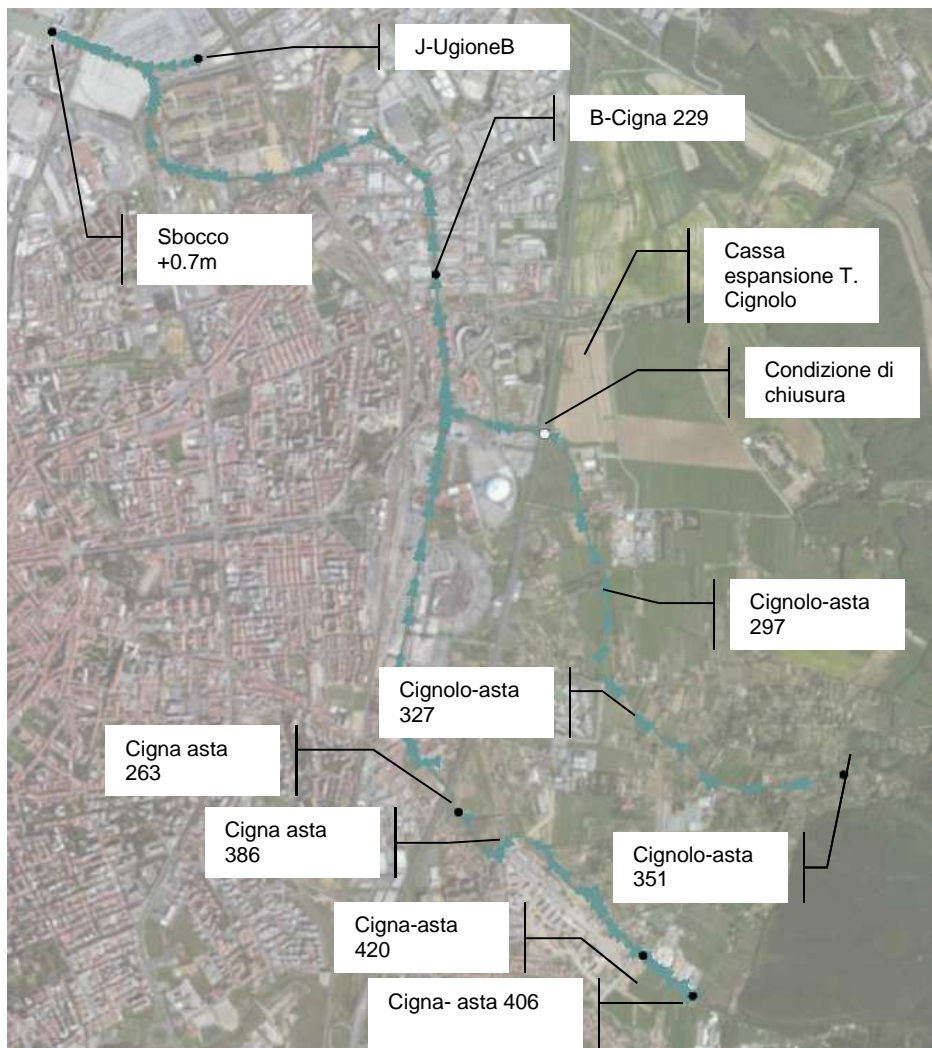 J-UgioneB
B-Cigna 229
Sbocco
+0.7m
Cassa
espansione T.
Cignolo
Condizione di
chiusura
Cignolo-asta
297
Cignolo-asta
327
Cigna asta
263
Cigna asta
386
Cignolo-asta
351
Cigna-asta
420
Cigna- asta 406